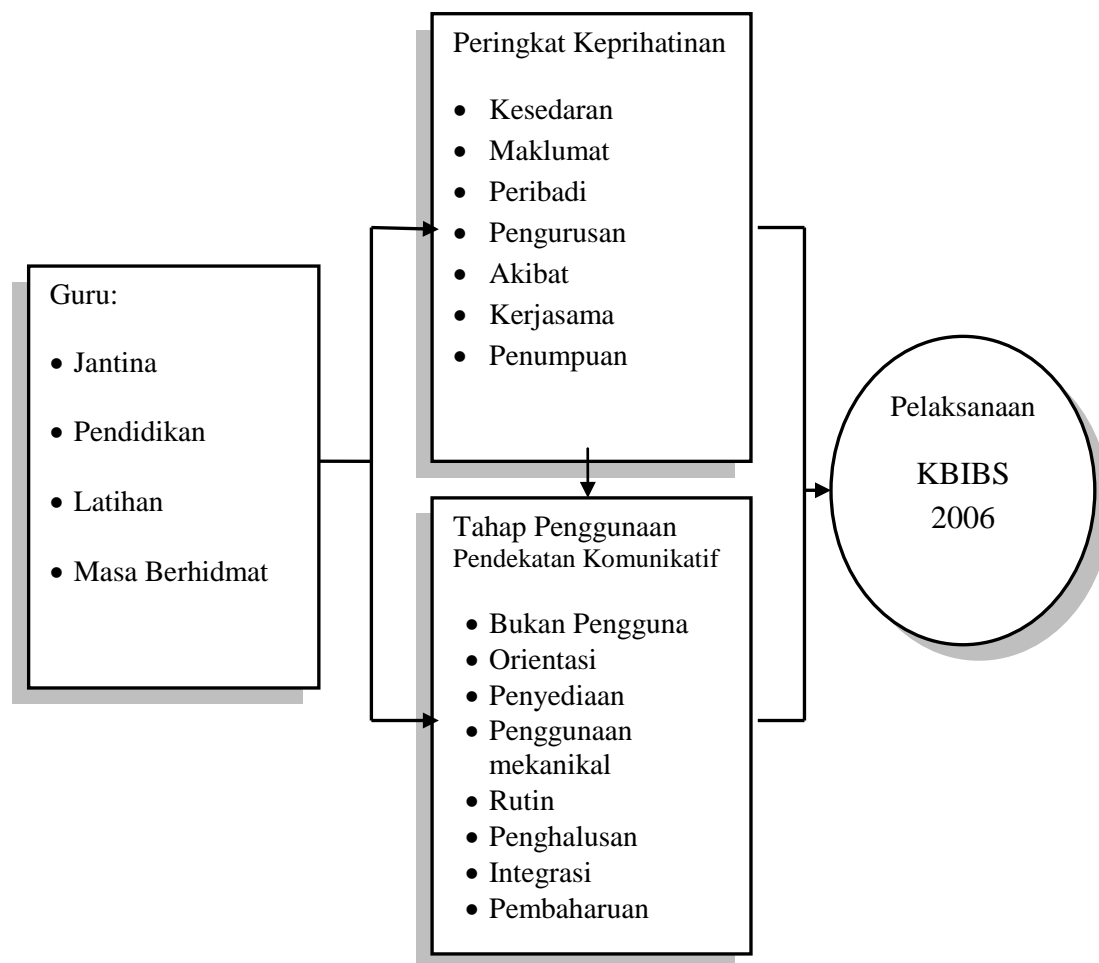 Peringkat Keprihatinan
• Kesedaran
• Maklumat
• Peribadi
• Pengurusan
• Akibat
• Kerjasama
• Penumpuan
Guru:
• Jantina
• Pendidikan
• Latihan
• Masa Berhidmat
Tahap Penggunaan
Pendekatan Komunikatif
• Bukan Pengguna
• Orientasi
• Penyediaan
• Penggunaan
mekanikal
• Rutin
• Penghalusan
• Integrasi
• Pembaharuan
Pelaksanaan
KBIBS
2006